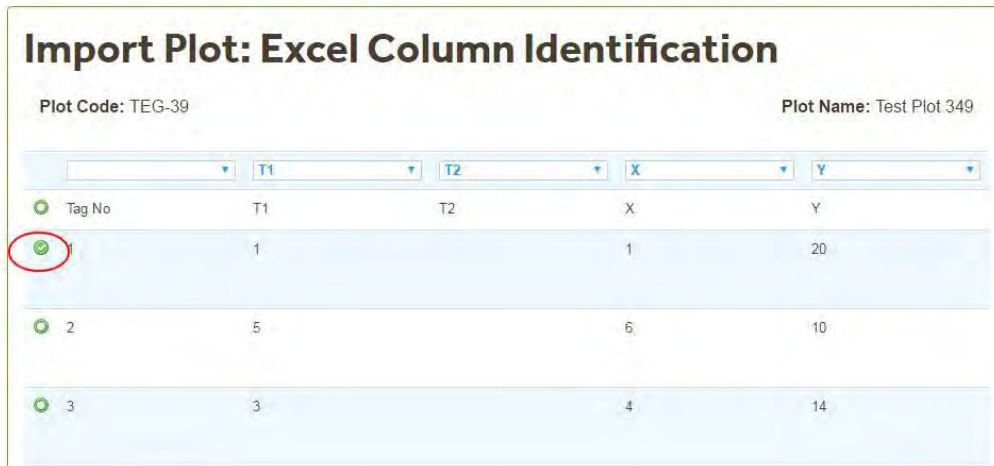 Import Plot: Excel Column Identification
Plot Code: TEG-39 Plot Name: Test Plot 349
T1 T2 X Y
Tag No T1 T2 X Y
1 1 1 20
2 5 6 10
3 3 4 14